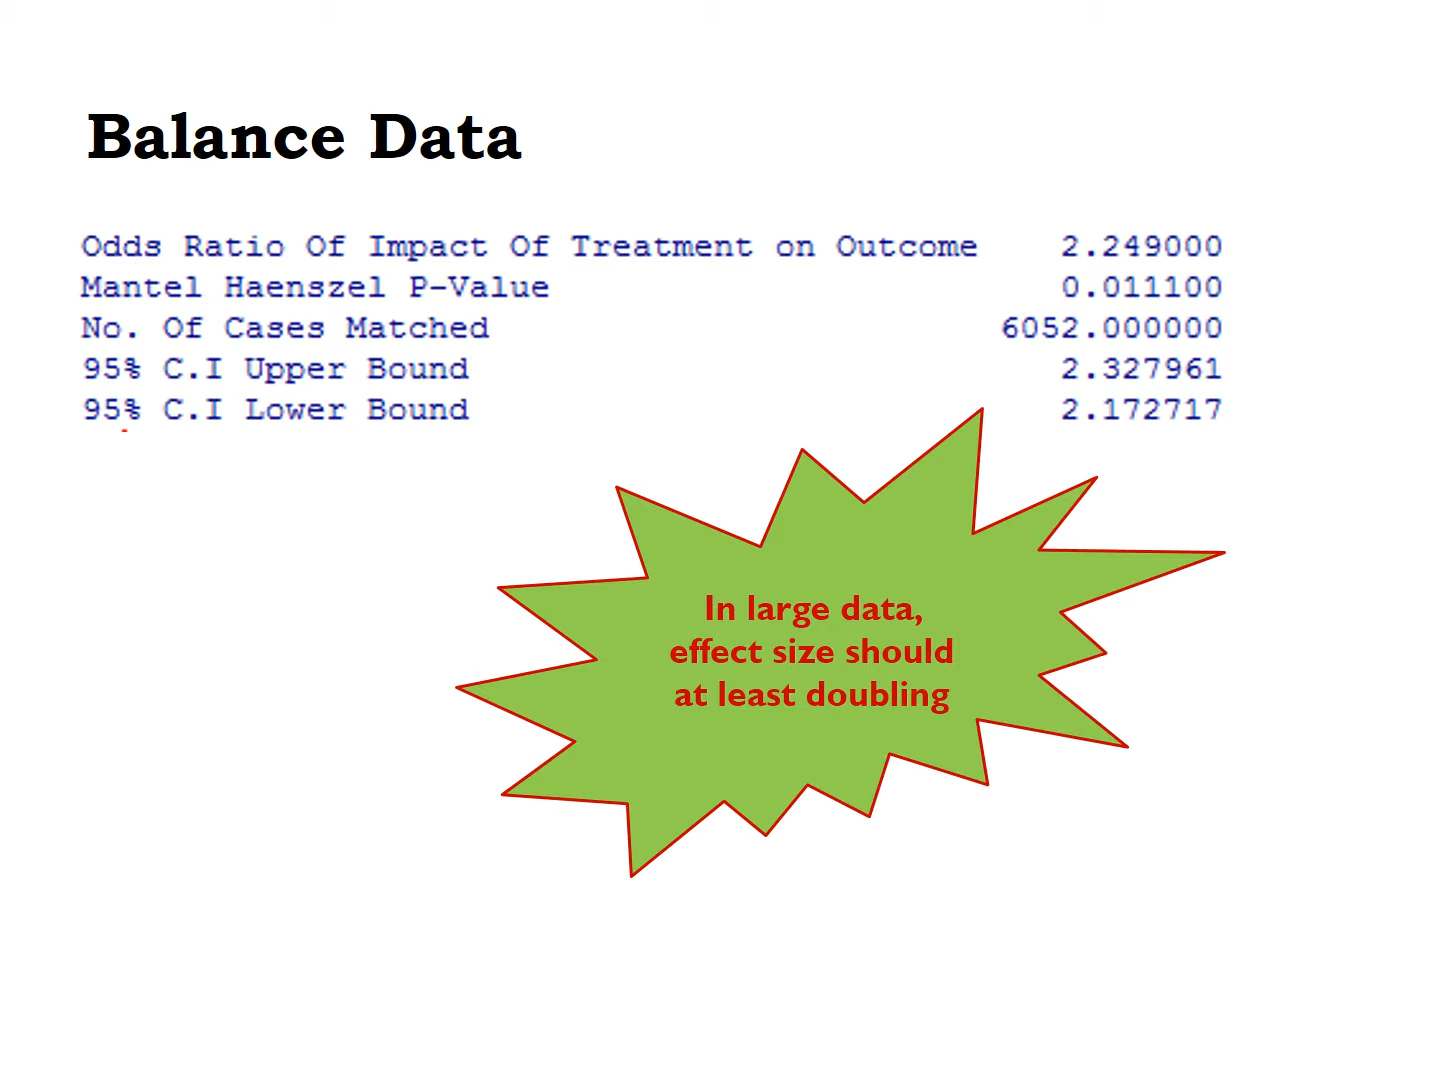 Balance Data
Odds Ratio Of Impact Of Treatment on Outcome 2.249000
Mantel Haenszel P-Value 0.011100
No. Of Cases Matched 6052.000000
95% C.I Upper Bound 2.327961
95% C.I Lower Bound 2.172717
In large data,
effect size should
at least doubling